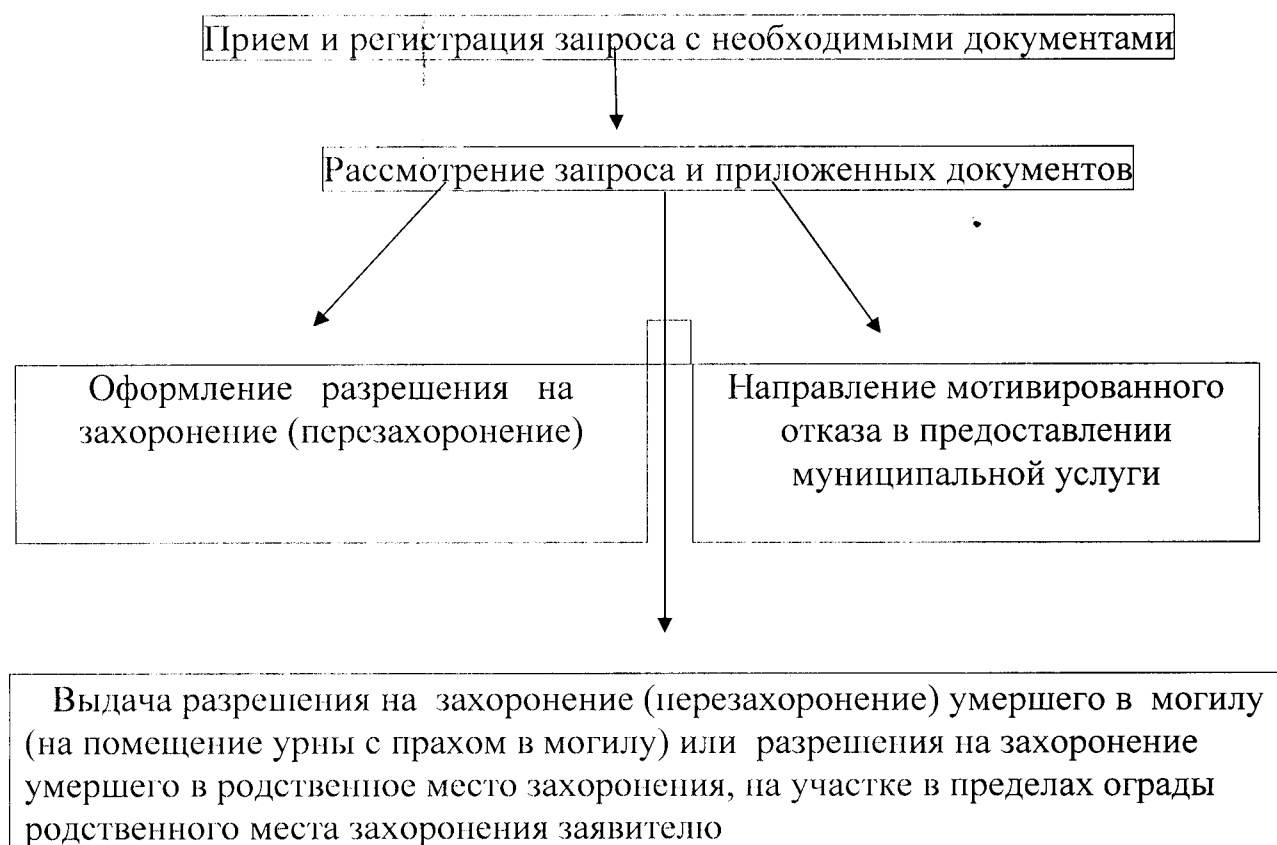 Прием и регистрация запроса с необходимыми документами
Рассмотрение запроса и приложенных документов
Оформление разрешения на
захоронение (перезахоронение)
Направление мотивированного
отказа в предоставлении
муниципальной услуги
Выдача разрешения на захоронение (перезахоронение) умершего в могилу
(на помещение урны с прахом в могилу) или разрешения на захоронение
умершего в родственное место захоронения, на участке в пределах ограды
родственного места захоронения заявителю